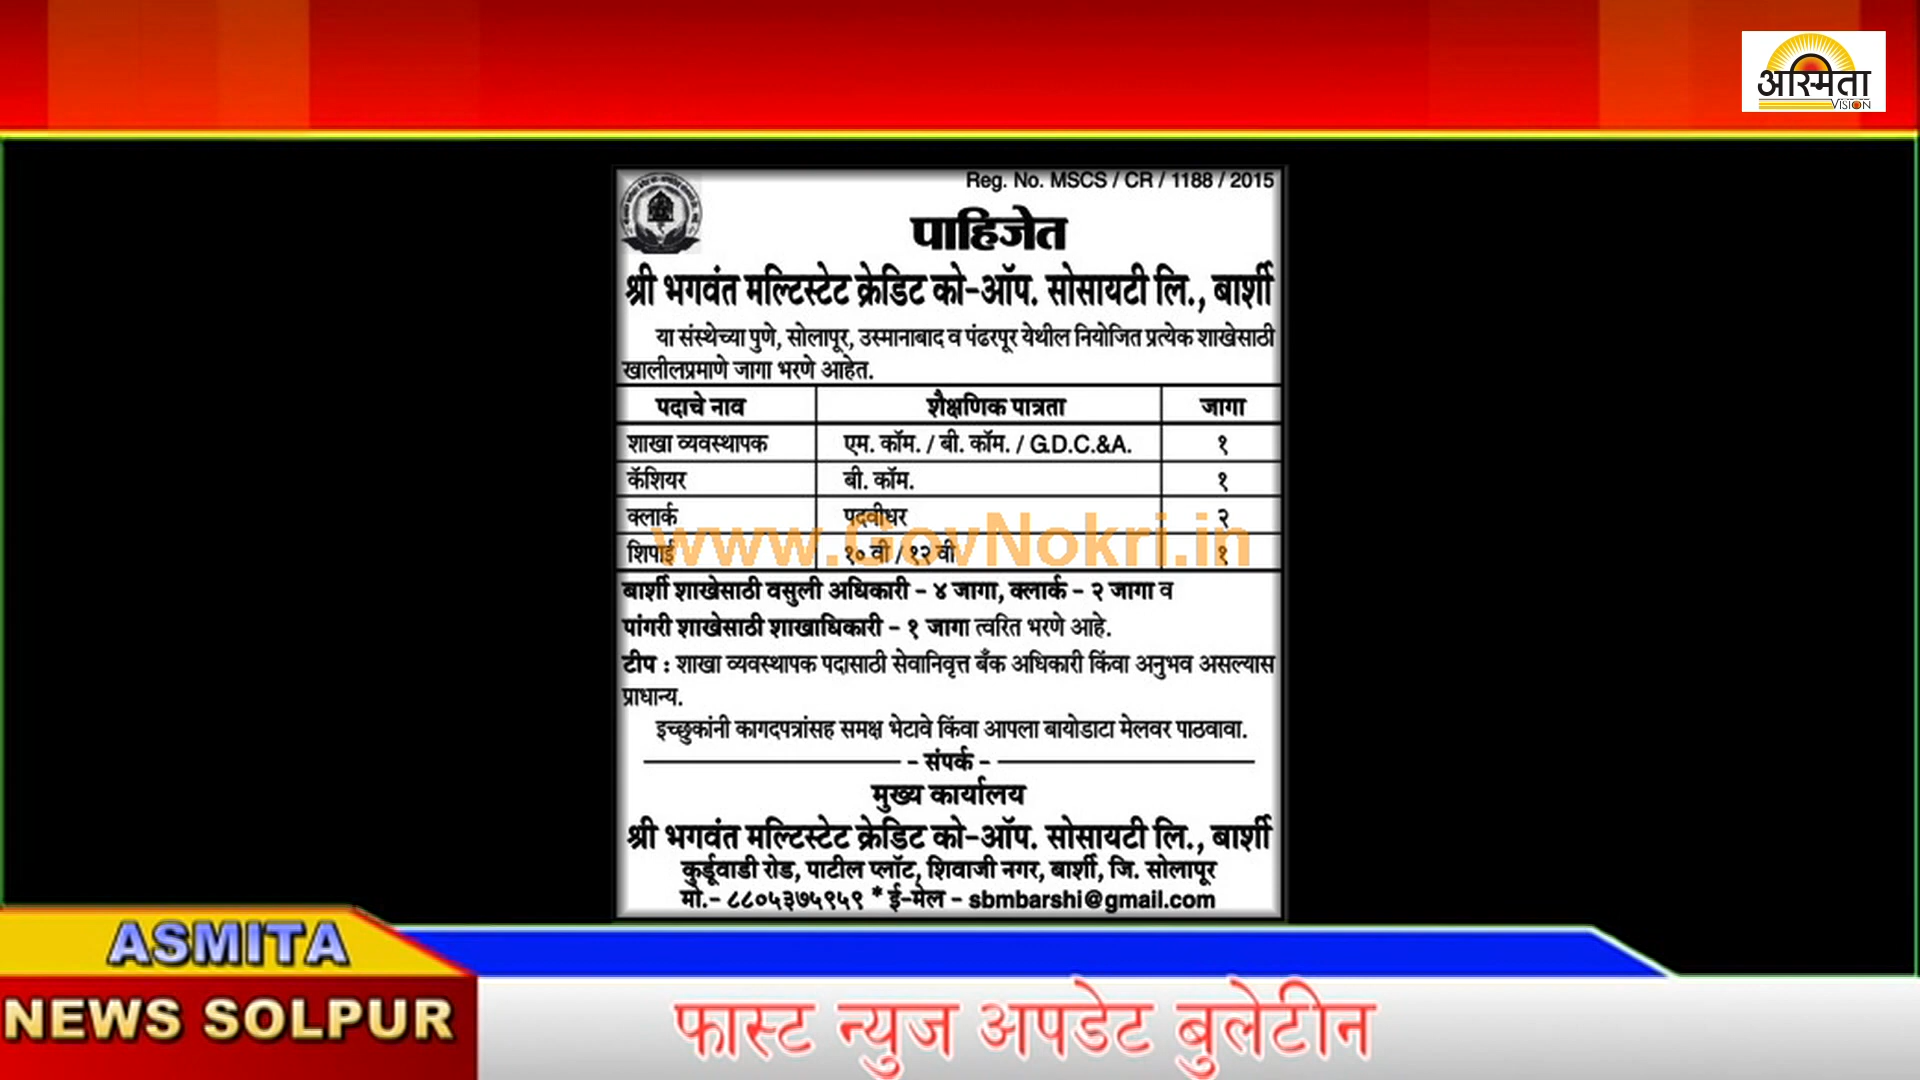 अस्मिता
VISION
Reg. No. MSCS / CR / 1188 / 2015
पाहिजेत
श्री भगवंत मल्टिस्टेट क्रेडिट को-ऑप. सोसायटी लि., बार्शी
या संस्थेच्या पुणे, सोलापूर, उस्मानाबाद व पंढरपूर येथील नियोजित प्रत्येक शाखेसाठी
खालीलप्रमाणे जागा भरणे आहेत.
पदाचे नाव शैक्षणिक पात्रता जागा
शाखा व्यवस्थापक एम. कॉम. / बी. कॉम. / G.D.C.&A. १
कॅशियर बी. कॉम. १
क्लार्क पदवीधर २
www.GovNokri.in
शिपाई १० वी / १२ वी १
बार्शी शाखेसाठी वसुली अधिकारी - ४ जागा, क्लार्क - २ जागा व
पांगरी शाखेसाठी शाखाधिकारी - १ जागा त्वरित भरणे आहे.
टीप : शाखा व्यवस्थापक पदासाठी सेवानिवृत्त बँक अधिकारी किंवा अनुभव असल्यास
प्राधान्य.
इच्छुकांनी कागदपत्रांसह समक्ष भेटावे किंवा आपला बायोडाटा मेलवर पाठवावा.
- संपर्क -
मुख्य कार्यालय
श्री भगवंत मल्टिस्टेट क्रेडिट को-ऑप. सोसायटी लि., बार्शी
कुर्डूवाडी रोड, पाटील प्लॉट, शिवाजी नगर, बार्शी, जि. सोलापूर
मो.- ८८०५३७५९५९ * ई-मेल - sbmbarshi@gmail.com
ASMITA
NEWS SOLPUR
फास्ट न्युज अपडेट बुलेटीन